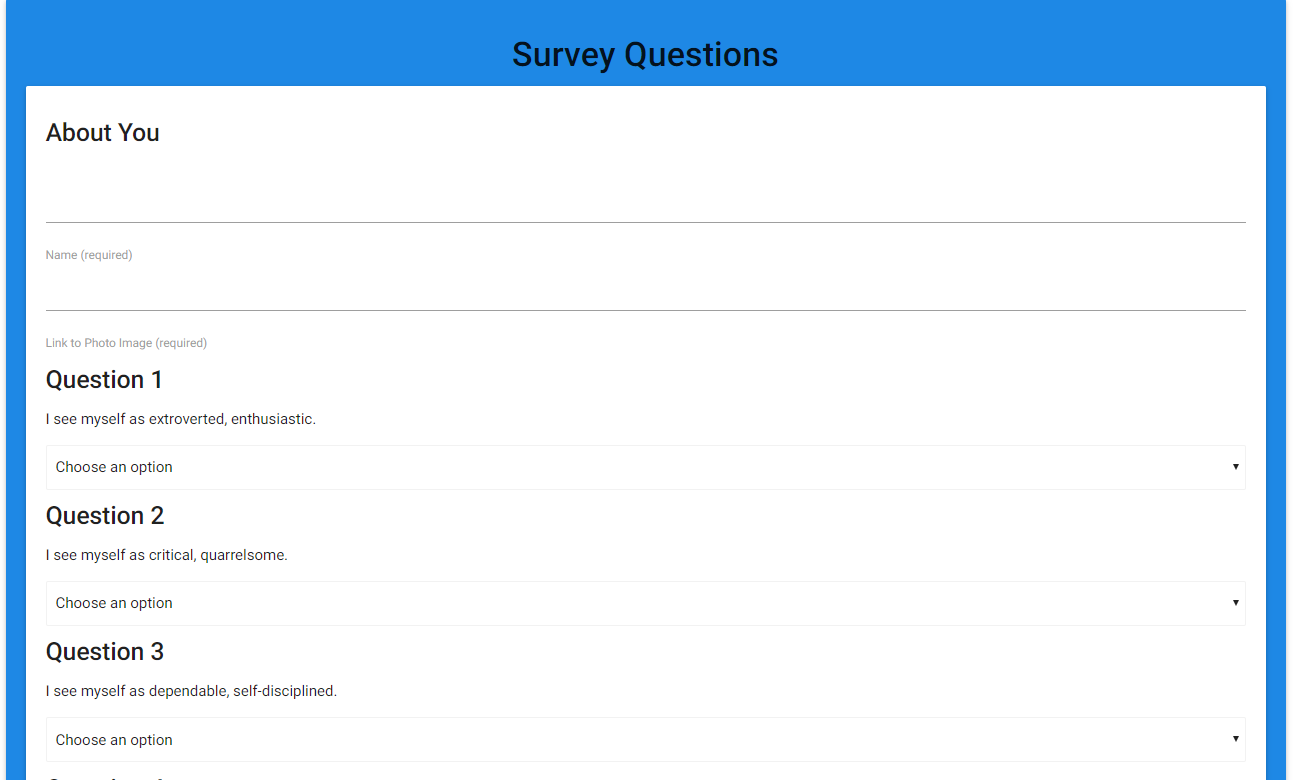 Survey Questions
About You
Name (required)
Link to Photo Image (required)
Question 1
I see myself as extroverted, enthusiastic.
Choose an option
Question 2
I see myself as critical, quarrelsome.
Choose an option
Question 3
I see myself as dependable, self-disciplined.
Choose an option